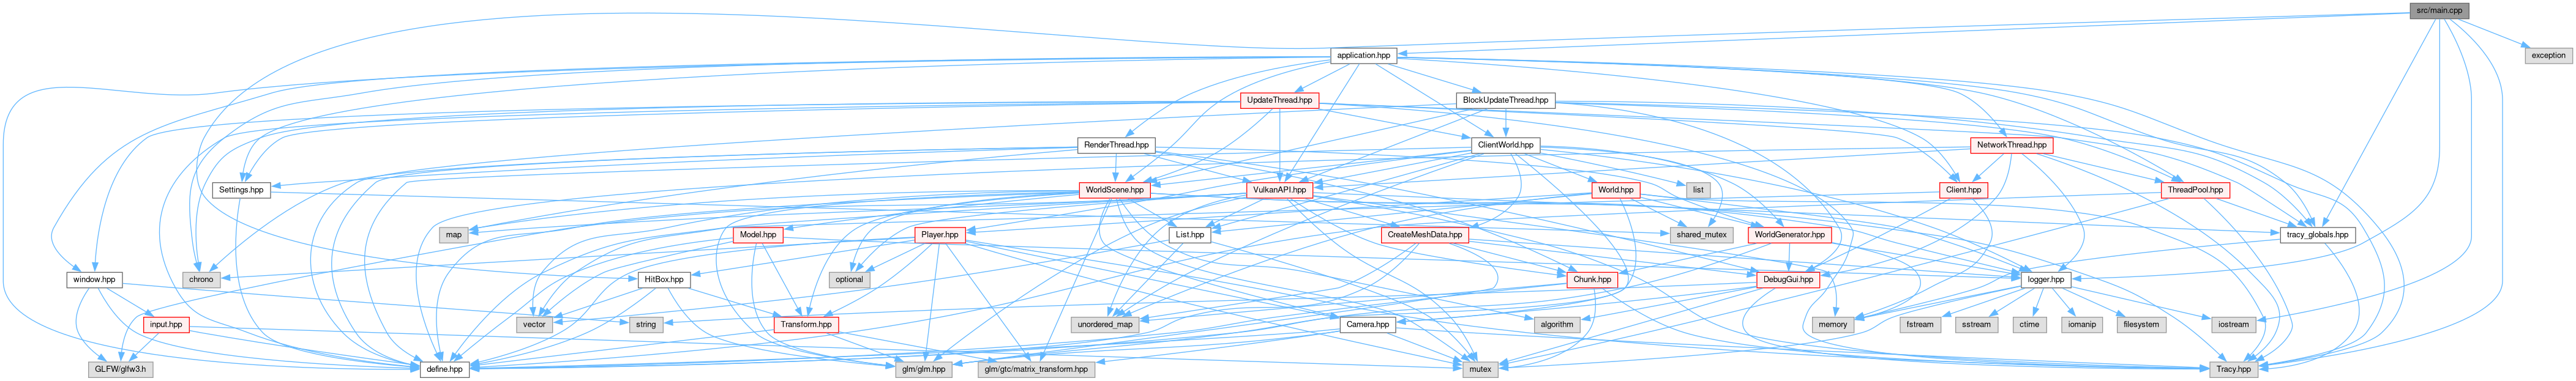 src/main.cpp
application.hpp
exception
UpdateThread.hpp
BlockUpdateThread.hpp
RenderThread.hpp
ClientWorld.hpp
NetworkThread.hpp
Settings.hpp
WorldScene.hpp
VulkanAPI.hpp
World.hpp
list
Client.hpp
ThreadPool.hpp
map
Model.hpp
Player.hpp
List.hpp
CreateMeshData.hpp
shared_mutex
WorldGenerator.hpp
tracy_globals.hpp
window.hpp
chrono
HitBox.hpp
optional
Chunk.hpp
DebugGui.hpp
logger.hpp
input.hpp
vector
string
Transform.hpp
unordered_map
algorithm
Camera.hpp
memory
fstream
sstream
ctime
iomanip
filesystem
iostream
GLFW/glfw3.h
define.hpp
glm/glm.hpp
glm/gtc/matrix_transform.hpp
mutex
Tracy.hpp